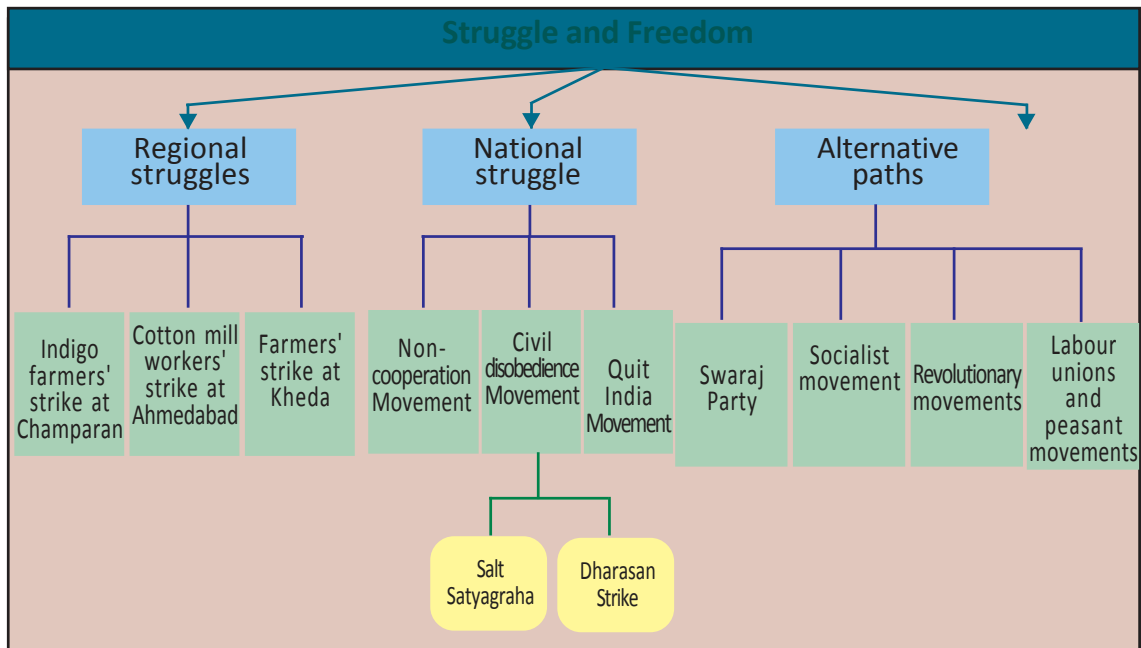 Struggle and Freedom
Regional
struggles
National
struggle
Alternative
paths
Indigo
farmers'
strike at
Champaran
Cotton mill
workers'
strike at
Ahmedabad
Farmers'
strike at
Kheda
Non-
cooperation
Movement
Civil
disobedience
Movement
Quit
India
Movement
Swaraj
Party
Socialist
movement
Revolutionary
movements
Labour
unions
and
peasant
movements
Salt
Satyagraha
Dharasan
Strike